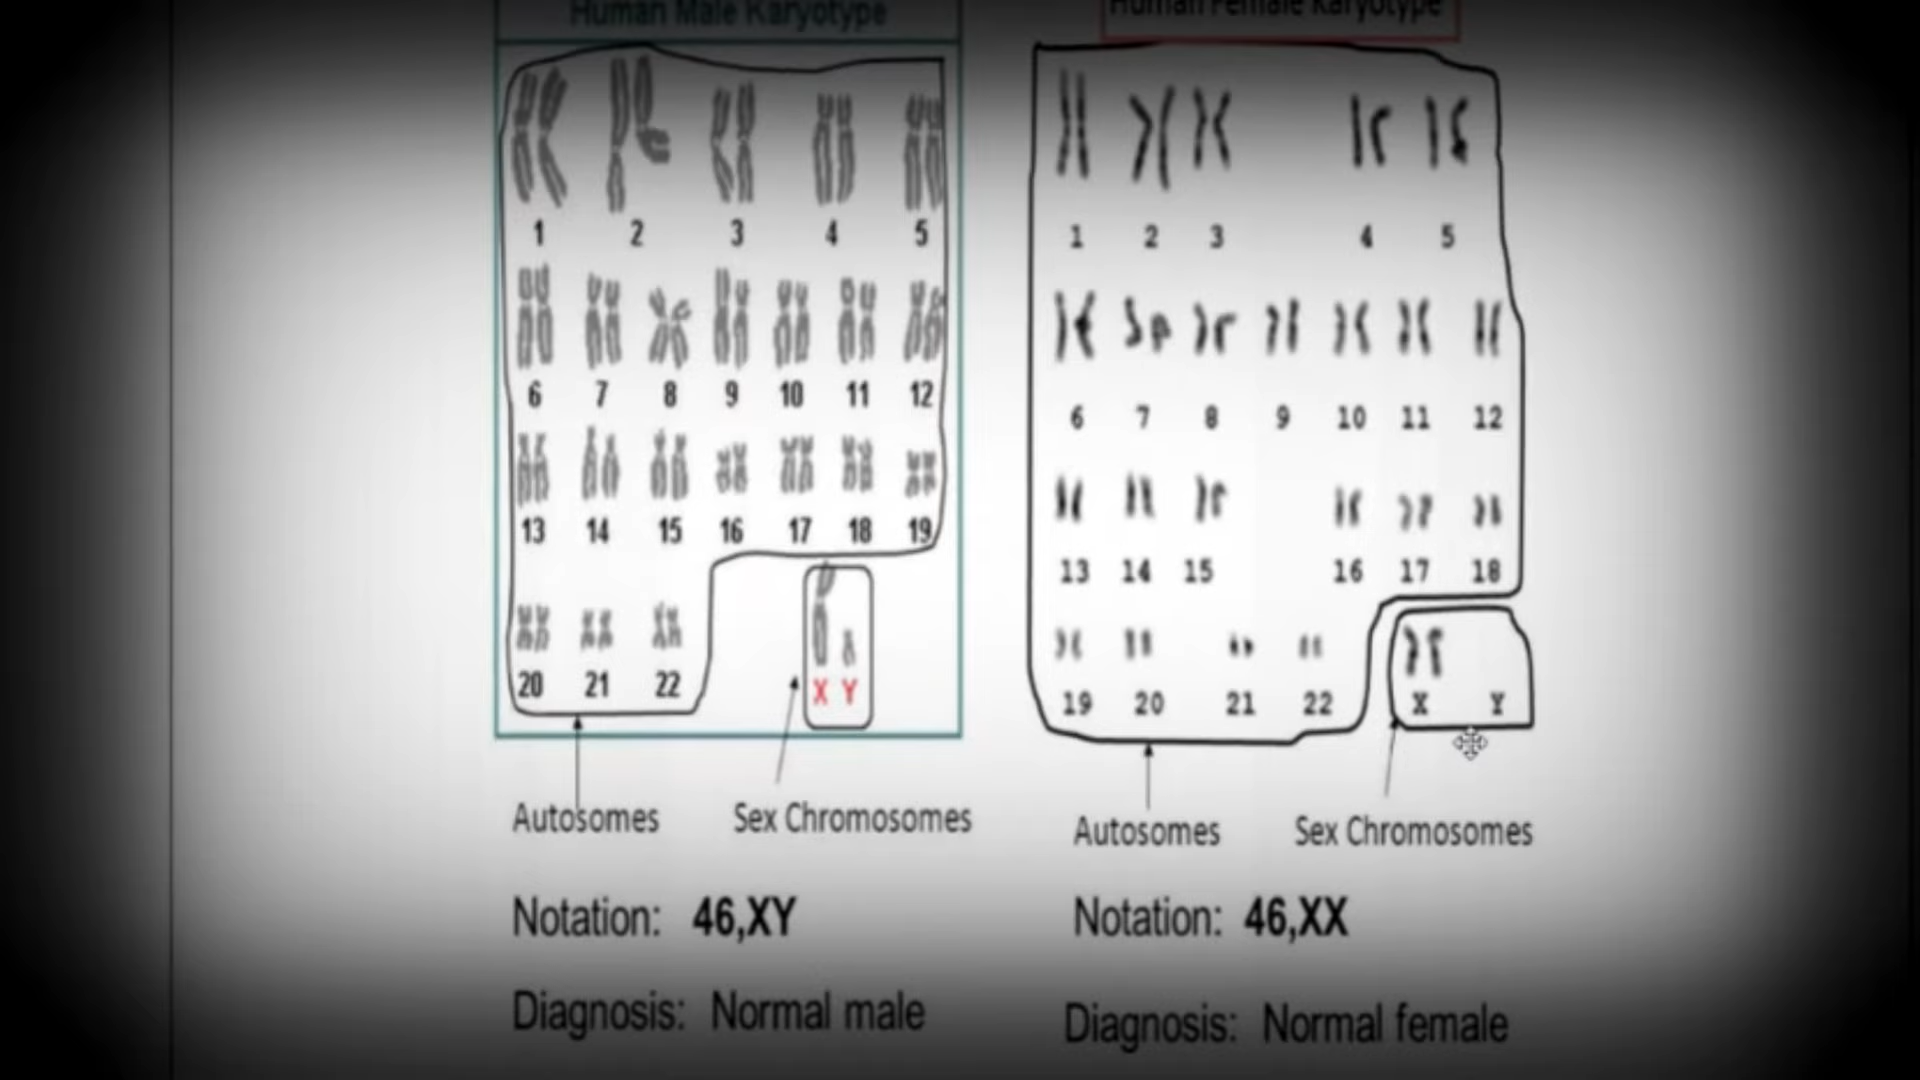 Human Male Karyotype
1 2 3 4 5
6 7 8 9 10 11 12
13 14 15 16 17 18 19
20 21 22 X Y
Autosomes Sex Chromosomes
Notation: 46,XY
Diagnosis: Normal male
Human Female Karyotype
1 2 3 4 5
6 7 8 9 10 11 12
13 14 15 16 17 18
19 20 21 22 X Y
Autosomes Sex Chromosomes
Notation: 46,XX
Diagnosis: Normal female